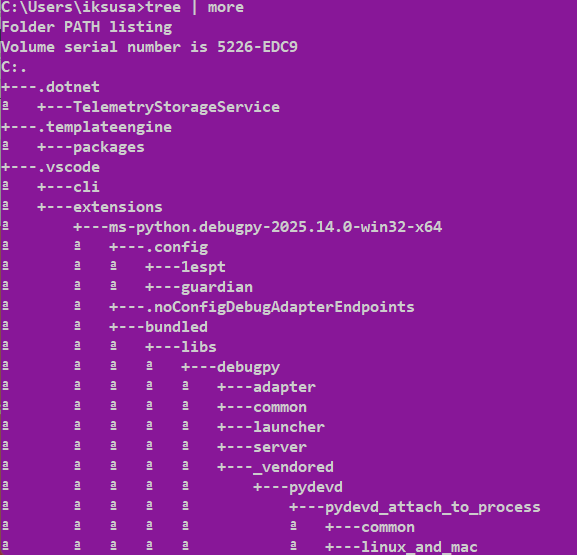 C:\Users\iksusa>tree | more
Folder PATH listing
Volume serial number is 5226-EDC9
C:.
+---.dotnet
ª   +---TelemetryStorageService
+---.templateengine
ª   +---packages
+---.vscode
ª   +---cli
ª   +---extensions
ª       +---ms-python.debugpy-2025.14.0-win32-x64
ª       ª   +---.config
ª       ª   ª   +---1espt
ª       ª   ª   +---guardian
ª       ª   +---.noConfigDebugAdapterEndpoints
ª       ª   +---bundled
ª       ª   ª   +---libs
ª       ª   ª   ª   +---debugpy
ª       ª   ª   ª   ª   +---adapter
ª       ª   ª   ª   ª   +---common
ª       ª   ª   ª   ª   +---launcher
ª       ª   ª   ª   ª   +---server
ª       ª   ª   ª   ª   +---_vendored
ª       ª   ª   ª   ª       +---pydevd
ª       ª   ª   ª   ª           +---pydevd_attach_to_process
ª       ª   ª   ª   ª           ª   +---common
ª       ª   ª   ª   ª           ª   +---linux_and_mac